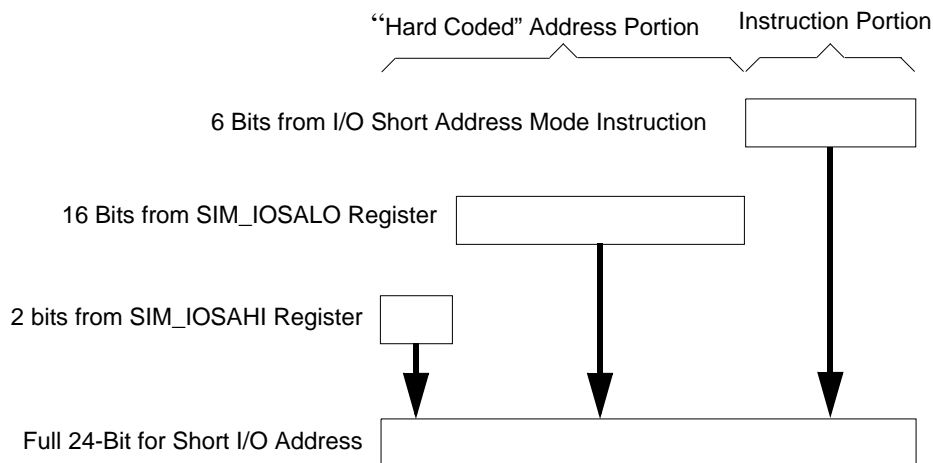 “Hard Coded” Address Portion
Instruction Portion
6 Bits from I/O Short Address Mode Instruction
16 Bits from SIM_IOSALO Register
2 bits from SIM_IOSAHI Register
Full 24-Bit for Short I/O Address